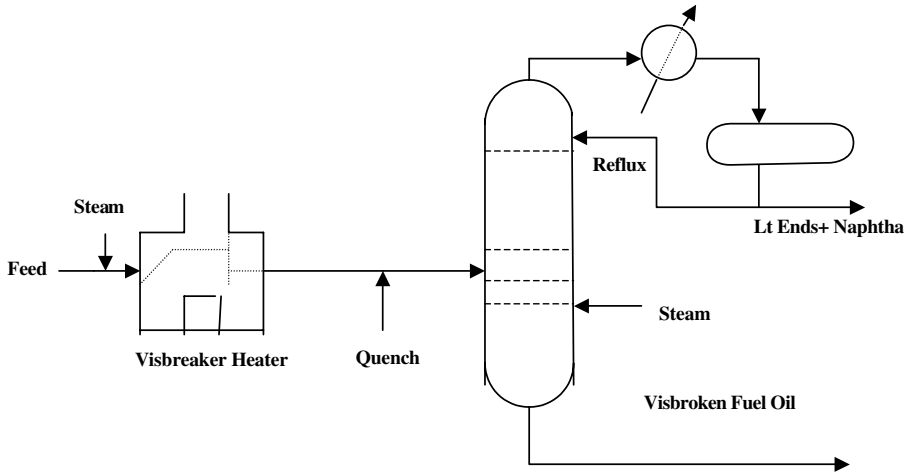 Steam
Feed
Visbreaker Heater
Quench
Reflux
Lt Ends+ Naphtha
Steam
Visbroken Fuel Oil